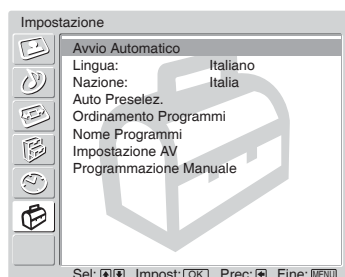 Impostazione
Avvio Automatico
Lingua: Italiano
Nazione: Italia
Auto Preselez.
Ordinamento Programmi
Nome Programmi
Impostazione AV
Programmazione Manuale
Sel: Impost: OK Prec: Fine: MENU